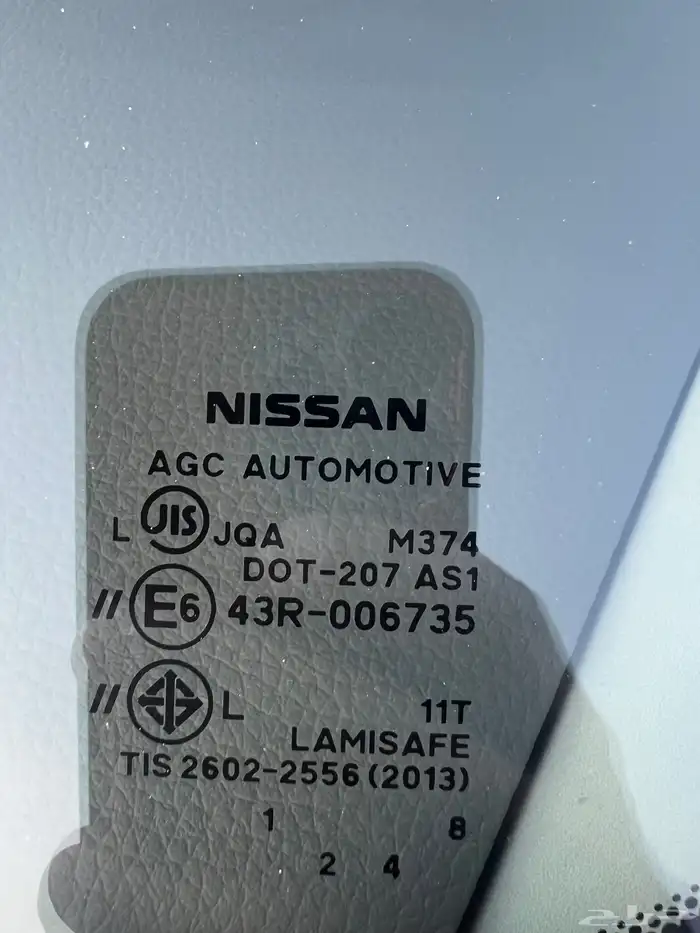 NISSAN
AGC AUTOMOTIVE
L JIS JQA M374
DOT-207 AS1
// E6 43R-006735
// L 11T
LAMISAFE
TIS 2602-2556 (2013)
1 8
2 4